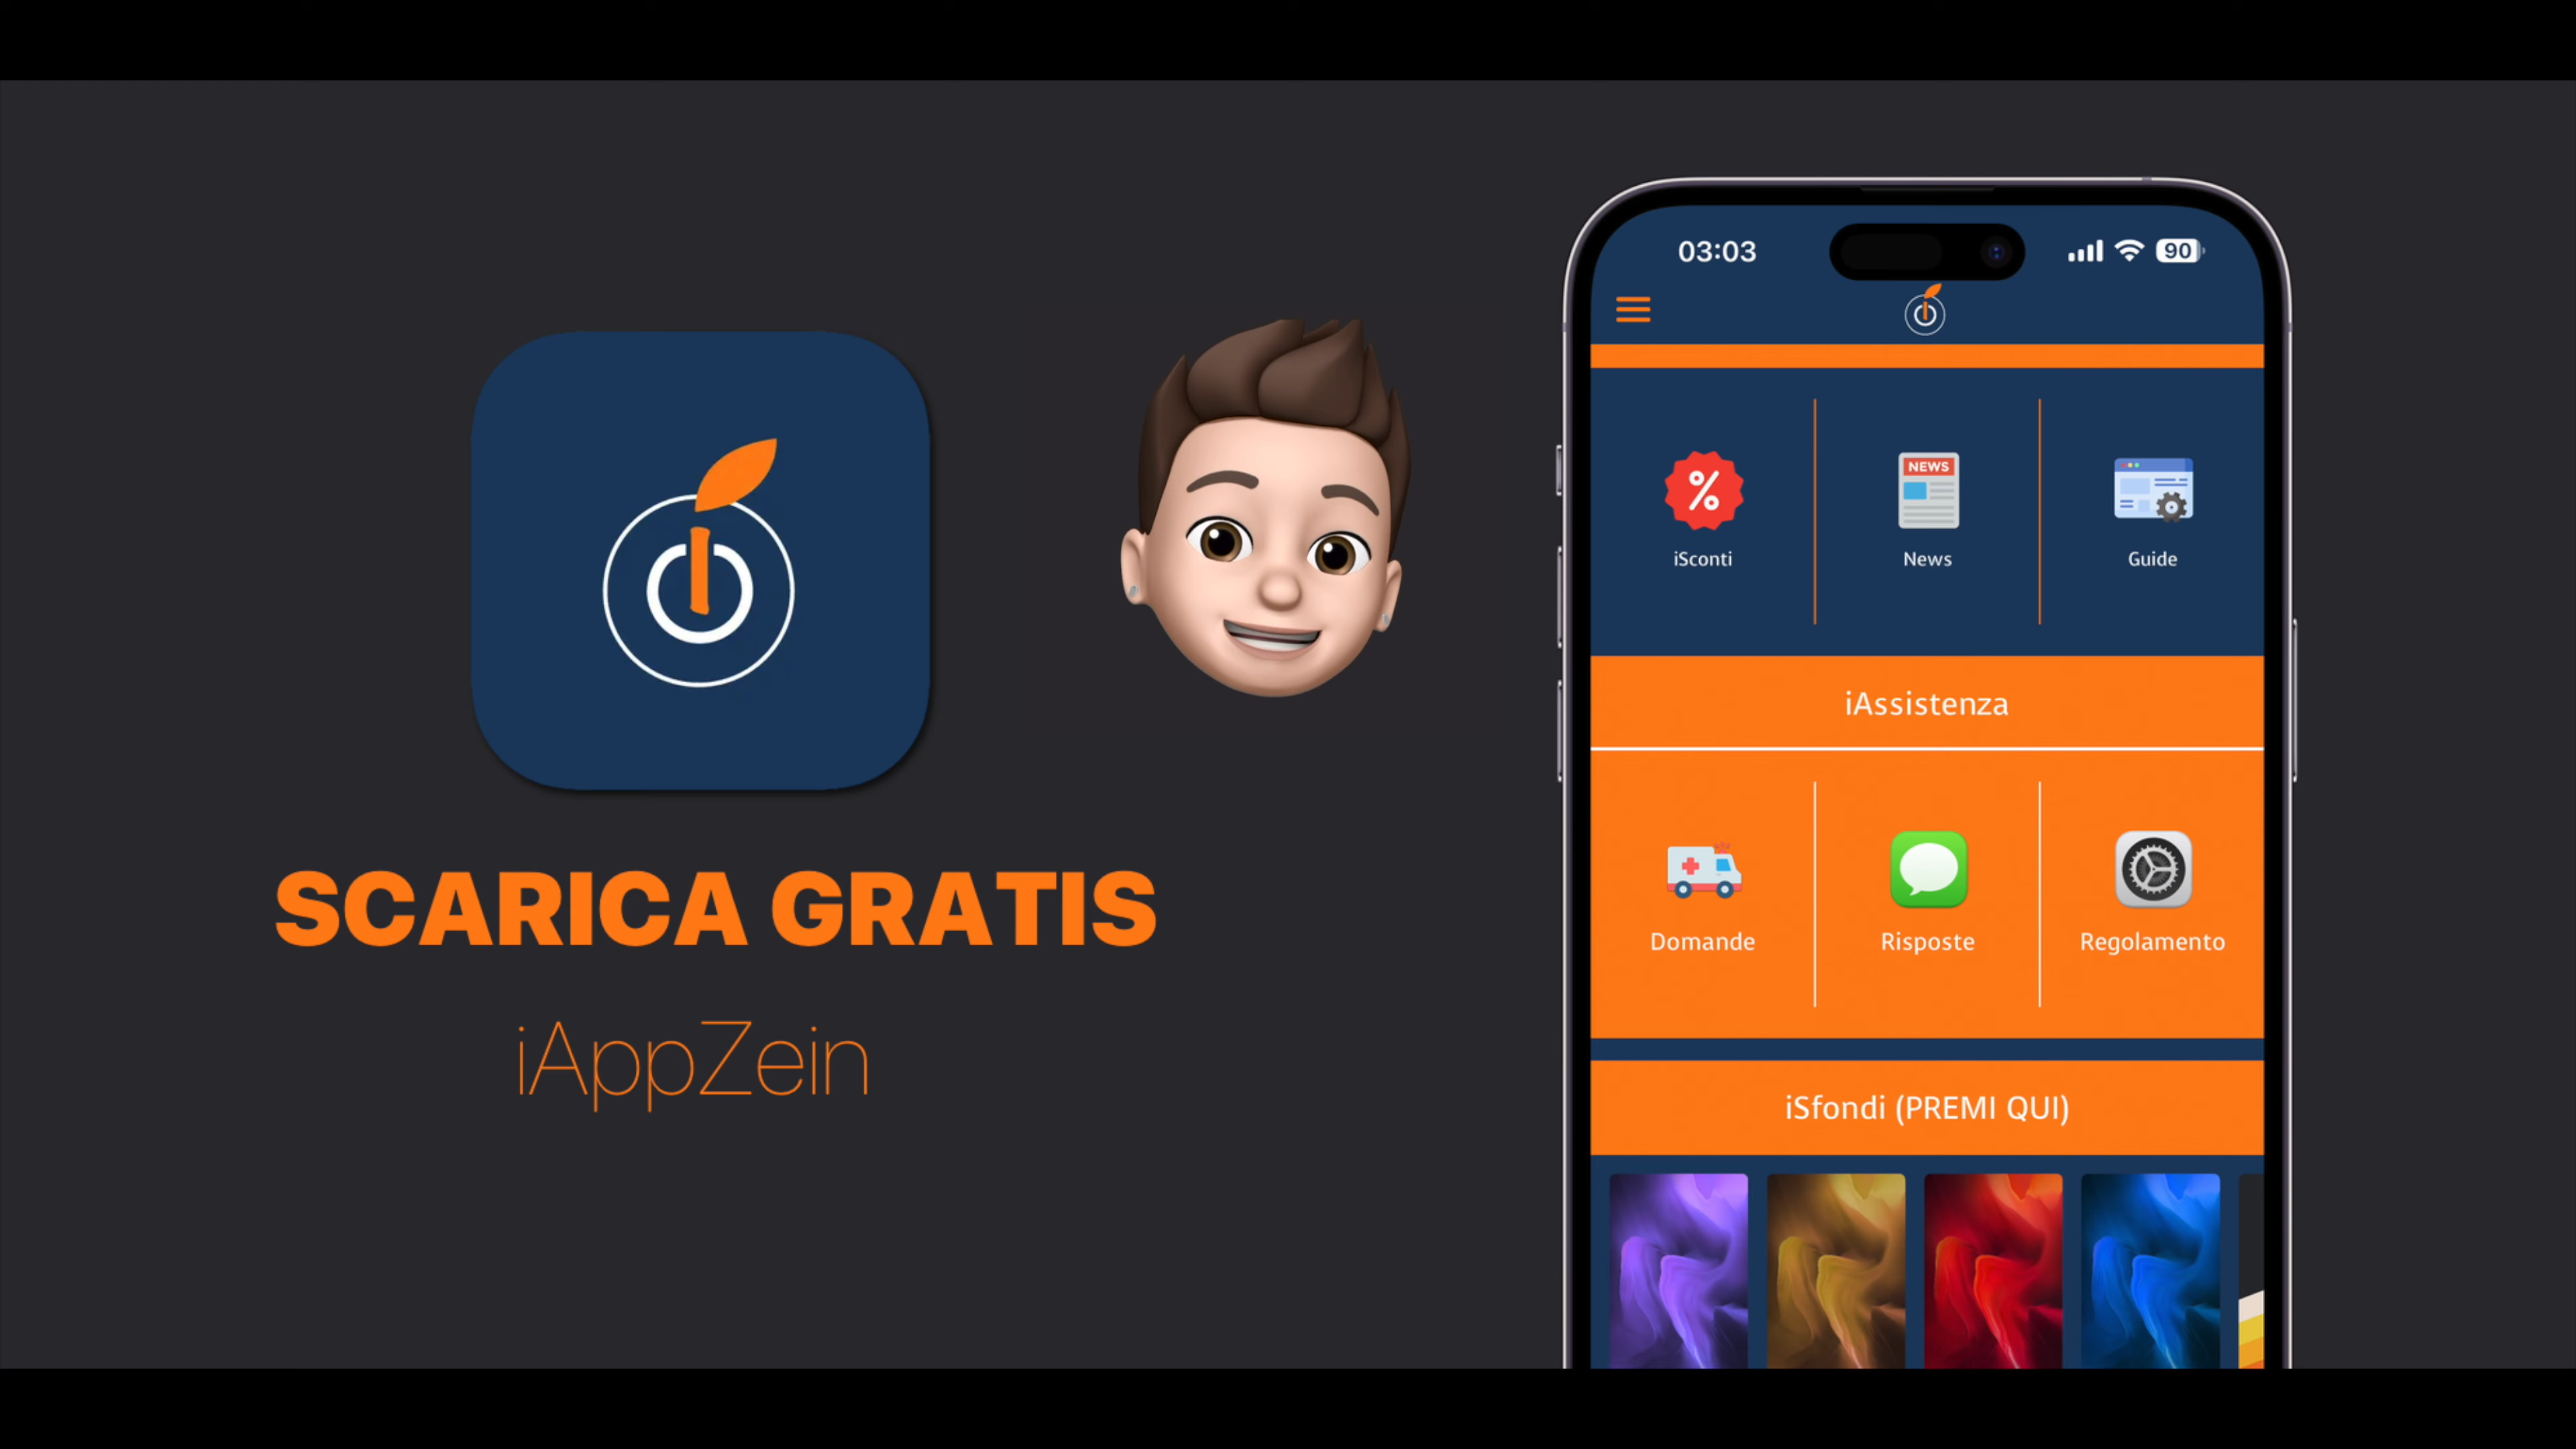 SCARICA GRATIS
iAppZein
03:03
90
NEWS
iSconti
News
Guide
iAssistenza
Domande
Risposte
Regolamento
iSfondi (PREMI QUI)